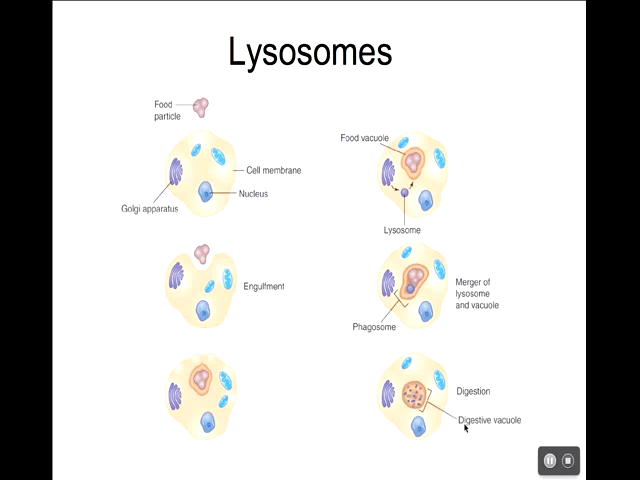 Lysosomes
Food
particle
Cell membrane
Nucleus
Golgi apparatus
Engulfment
Food vacuole
Lysosome
Merger of
lysosome
and vacuole
Phagosome
Digestion
Digestive vacuole